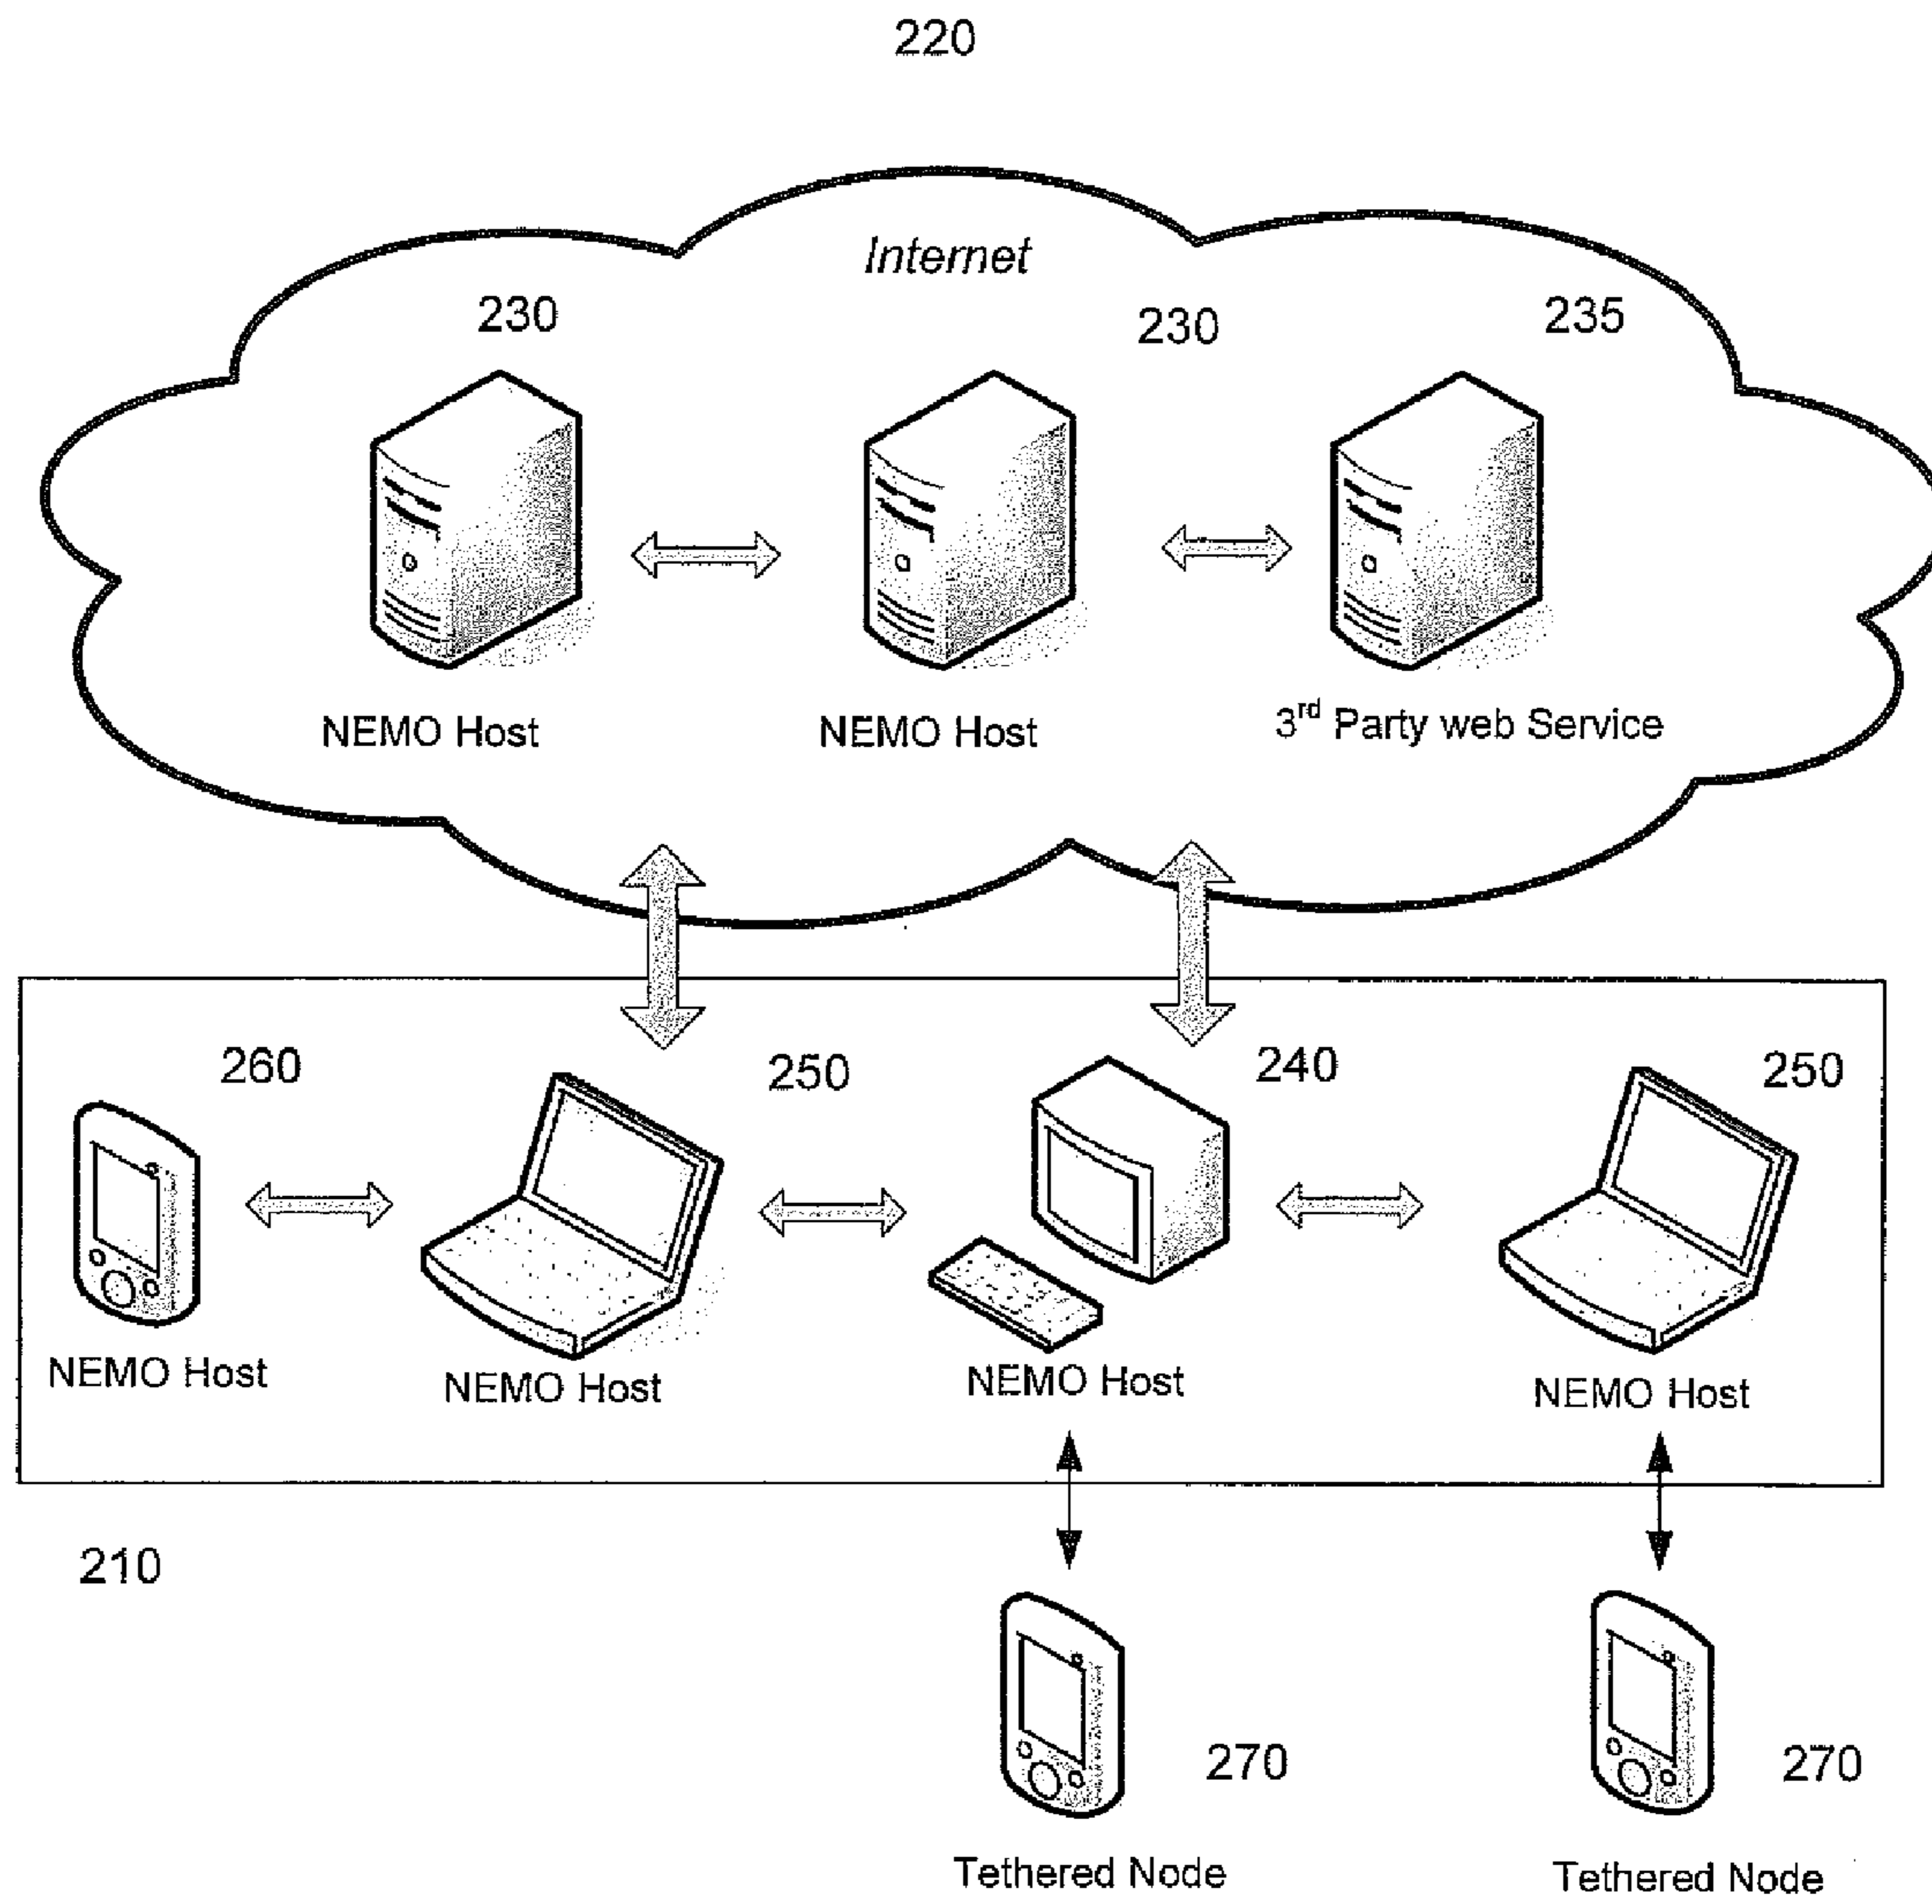 220
Internet
230
230
235
NEMO Host
NEMO Host
3rd Party web Service
260
250
240
250
NEMO Host
NEMO Host
NEMO Host
NEMO Host
210
270
270
Tethered Node
Tethered Node